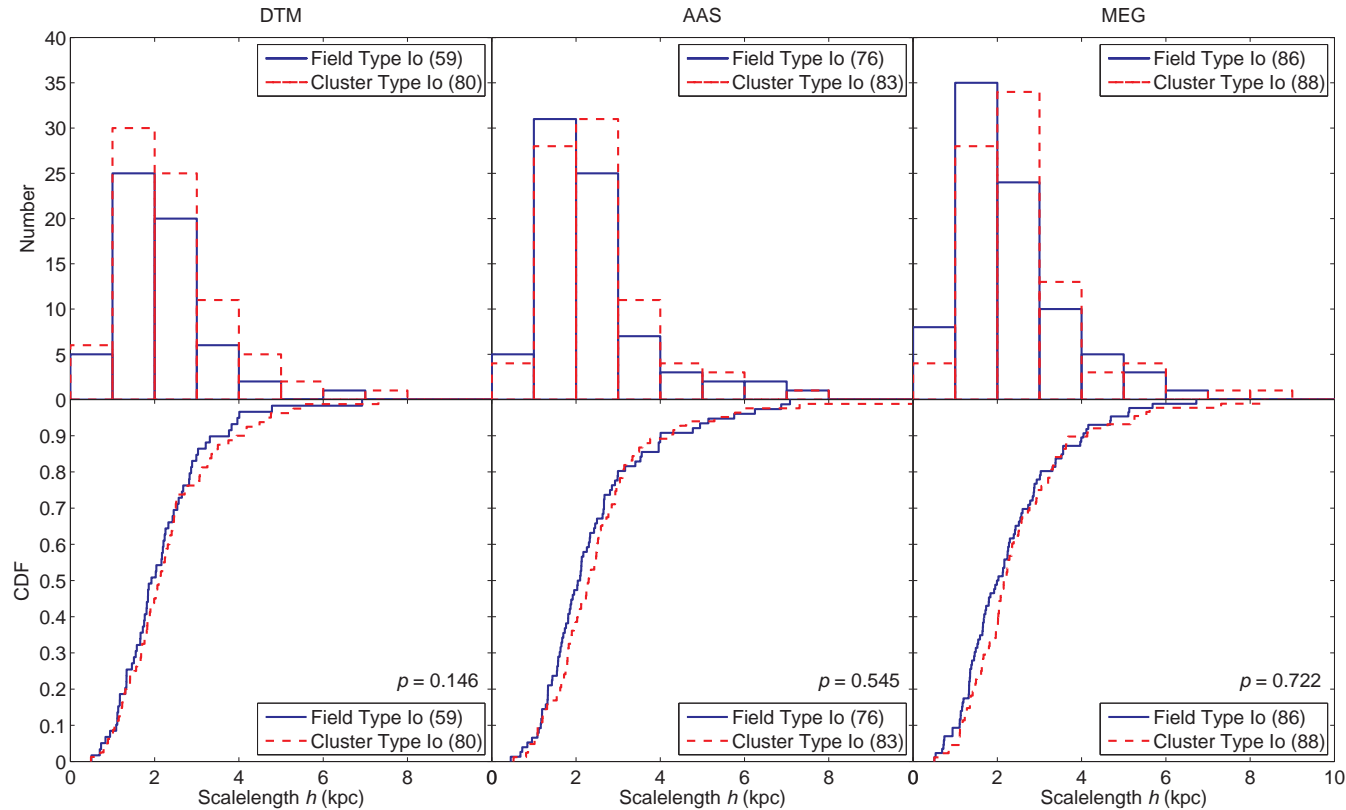 DTM AAS MEG
40
35
30
25
20
15
10
5
0
Number
Field Type Io (59)
Cluster Type Io (80)
Field Type Io (76)
Cluster Type Io (83)
Field Type Io (86)
Cluster Type Io (88)
0.9
0.8
0.7
0.6
0.5
0.4
0.3
0.2
0.1
0
CDF
p = 0.146
p = 0.545
p = 0.722
Field Type Io (59)
Cluster Type Io (80)
Field Type Io (76)
Cluster Type Io (83)
Field Type Io (86)
Cluster Type Io (88)
0 2 4 6 8 0 2 4 6 8 0 2 4 6 8 10
Scalelength h (kpc) Scalelength h (kpc) Scalelength h (kpc)